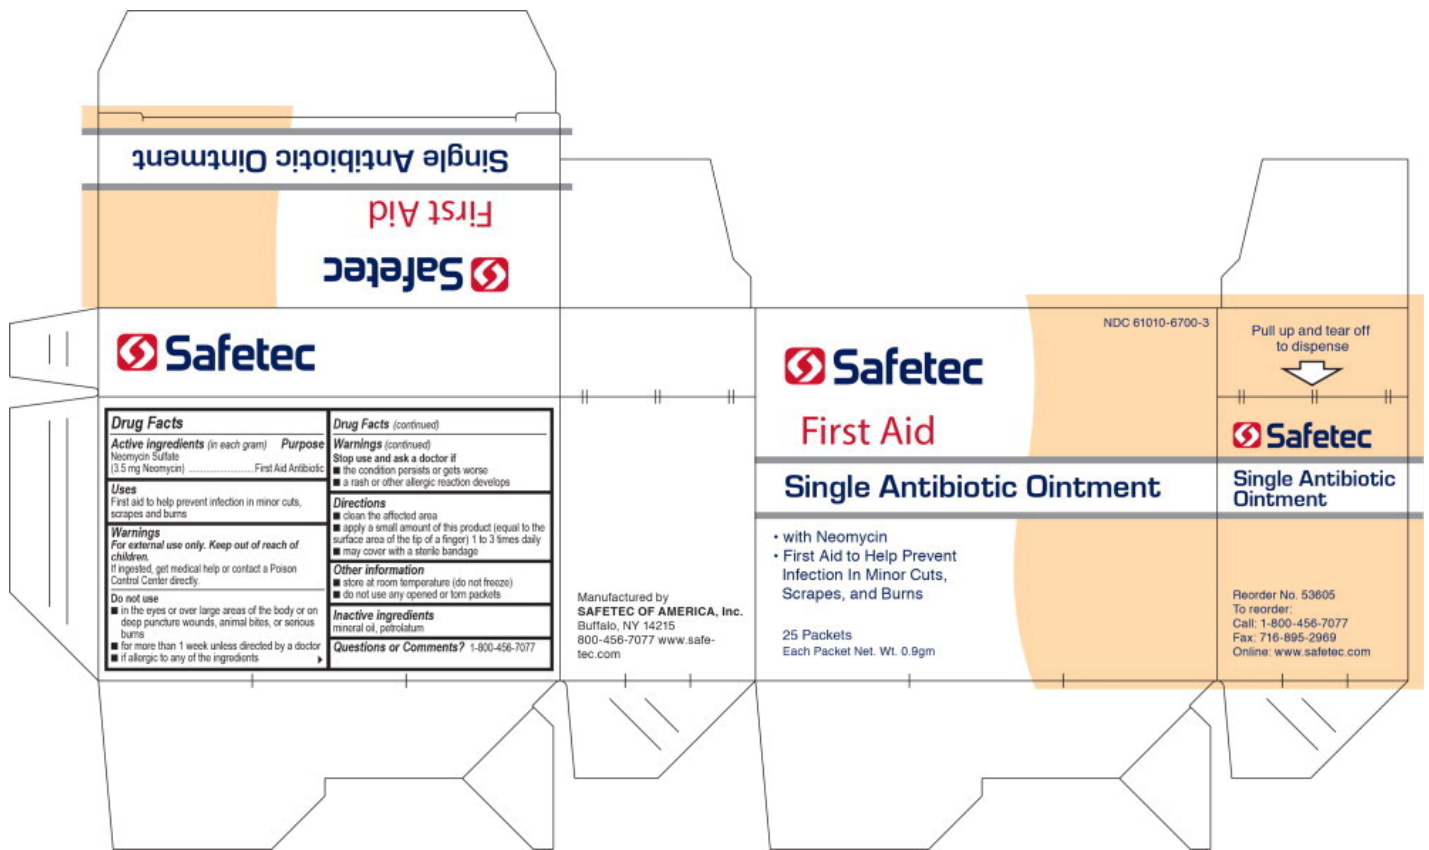 Single Antibiotic Ointment
First Aid
Safetec
Safetec
Drug Facts
Active ingredients (in each gram) Purpose
Neomycin Sulfate
(3.5 mg Neomycin) ........................First Aid Antibiotic
Uses
First aid to help prevent infection in minor cuts,
scrapes and burns
Warnings
For external use only. Keep out of reach of
children.
If ingested, get medical help or contact a Poison
Control Center directly.
Do not use
■ in the eyes or over large areas of the body or on
deep puncture wounds, animal bites, or serious
burns
■ for more than 1 week unless directed by a doctor
■ if allergic to any of the ingredients
Drug Facts (continued)
Warnings (continued)
Stop use and ask a doctor if
■ the condition persists or gets worse
■ a rash or other allergic reaction develops
Directions
■ clean the affected area
■ apply a small amount of this product (equal to the
surface area of the tip of a finger) 1 to 3 times daily
■ may cover with a sterile bandage
Other information
■ store at room temperature (do not freeze)
■ do not use any opened or torn packets
Inactive ingredients
mineral oil, petrolatum
Questions or Comments? 1-800-456-7077
Manufactured by
SAFETEC OF AMERICA, Inc.
Buffalo, NY 14215
800-456-7077 www.safe-
tec.com
NDC 61010-6700-3
Safetec
First Aid
Single Antibiotic Ointment
• with Neomycin
• First Aid to Help Prevent
Infection In Minor Cuts,
Scrapes, and Burns
25 Packets
Each Packet Net. Wt. 0.9gm
Pull up and tear off
to dispense
Safetec
Single Antibiotic
Ointment
Reorder No. 53605
To reorder:
Call: 1-800-456-7077
Fax: 716-895-2969
Online: www.safetec.com